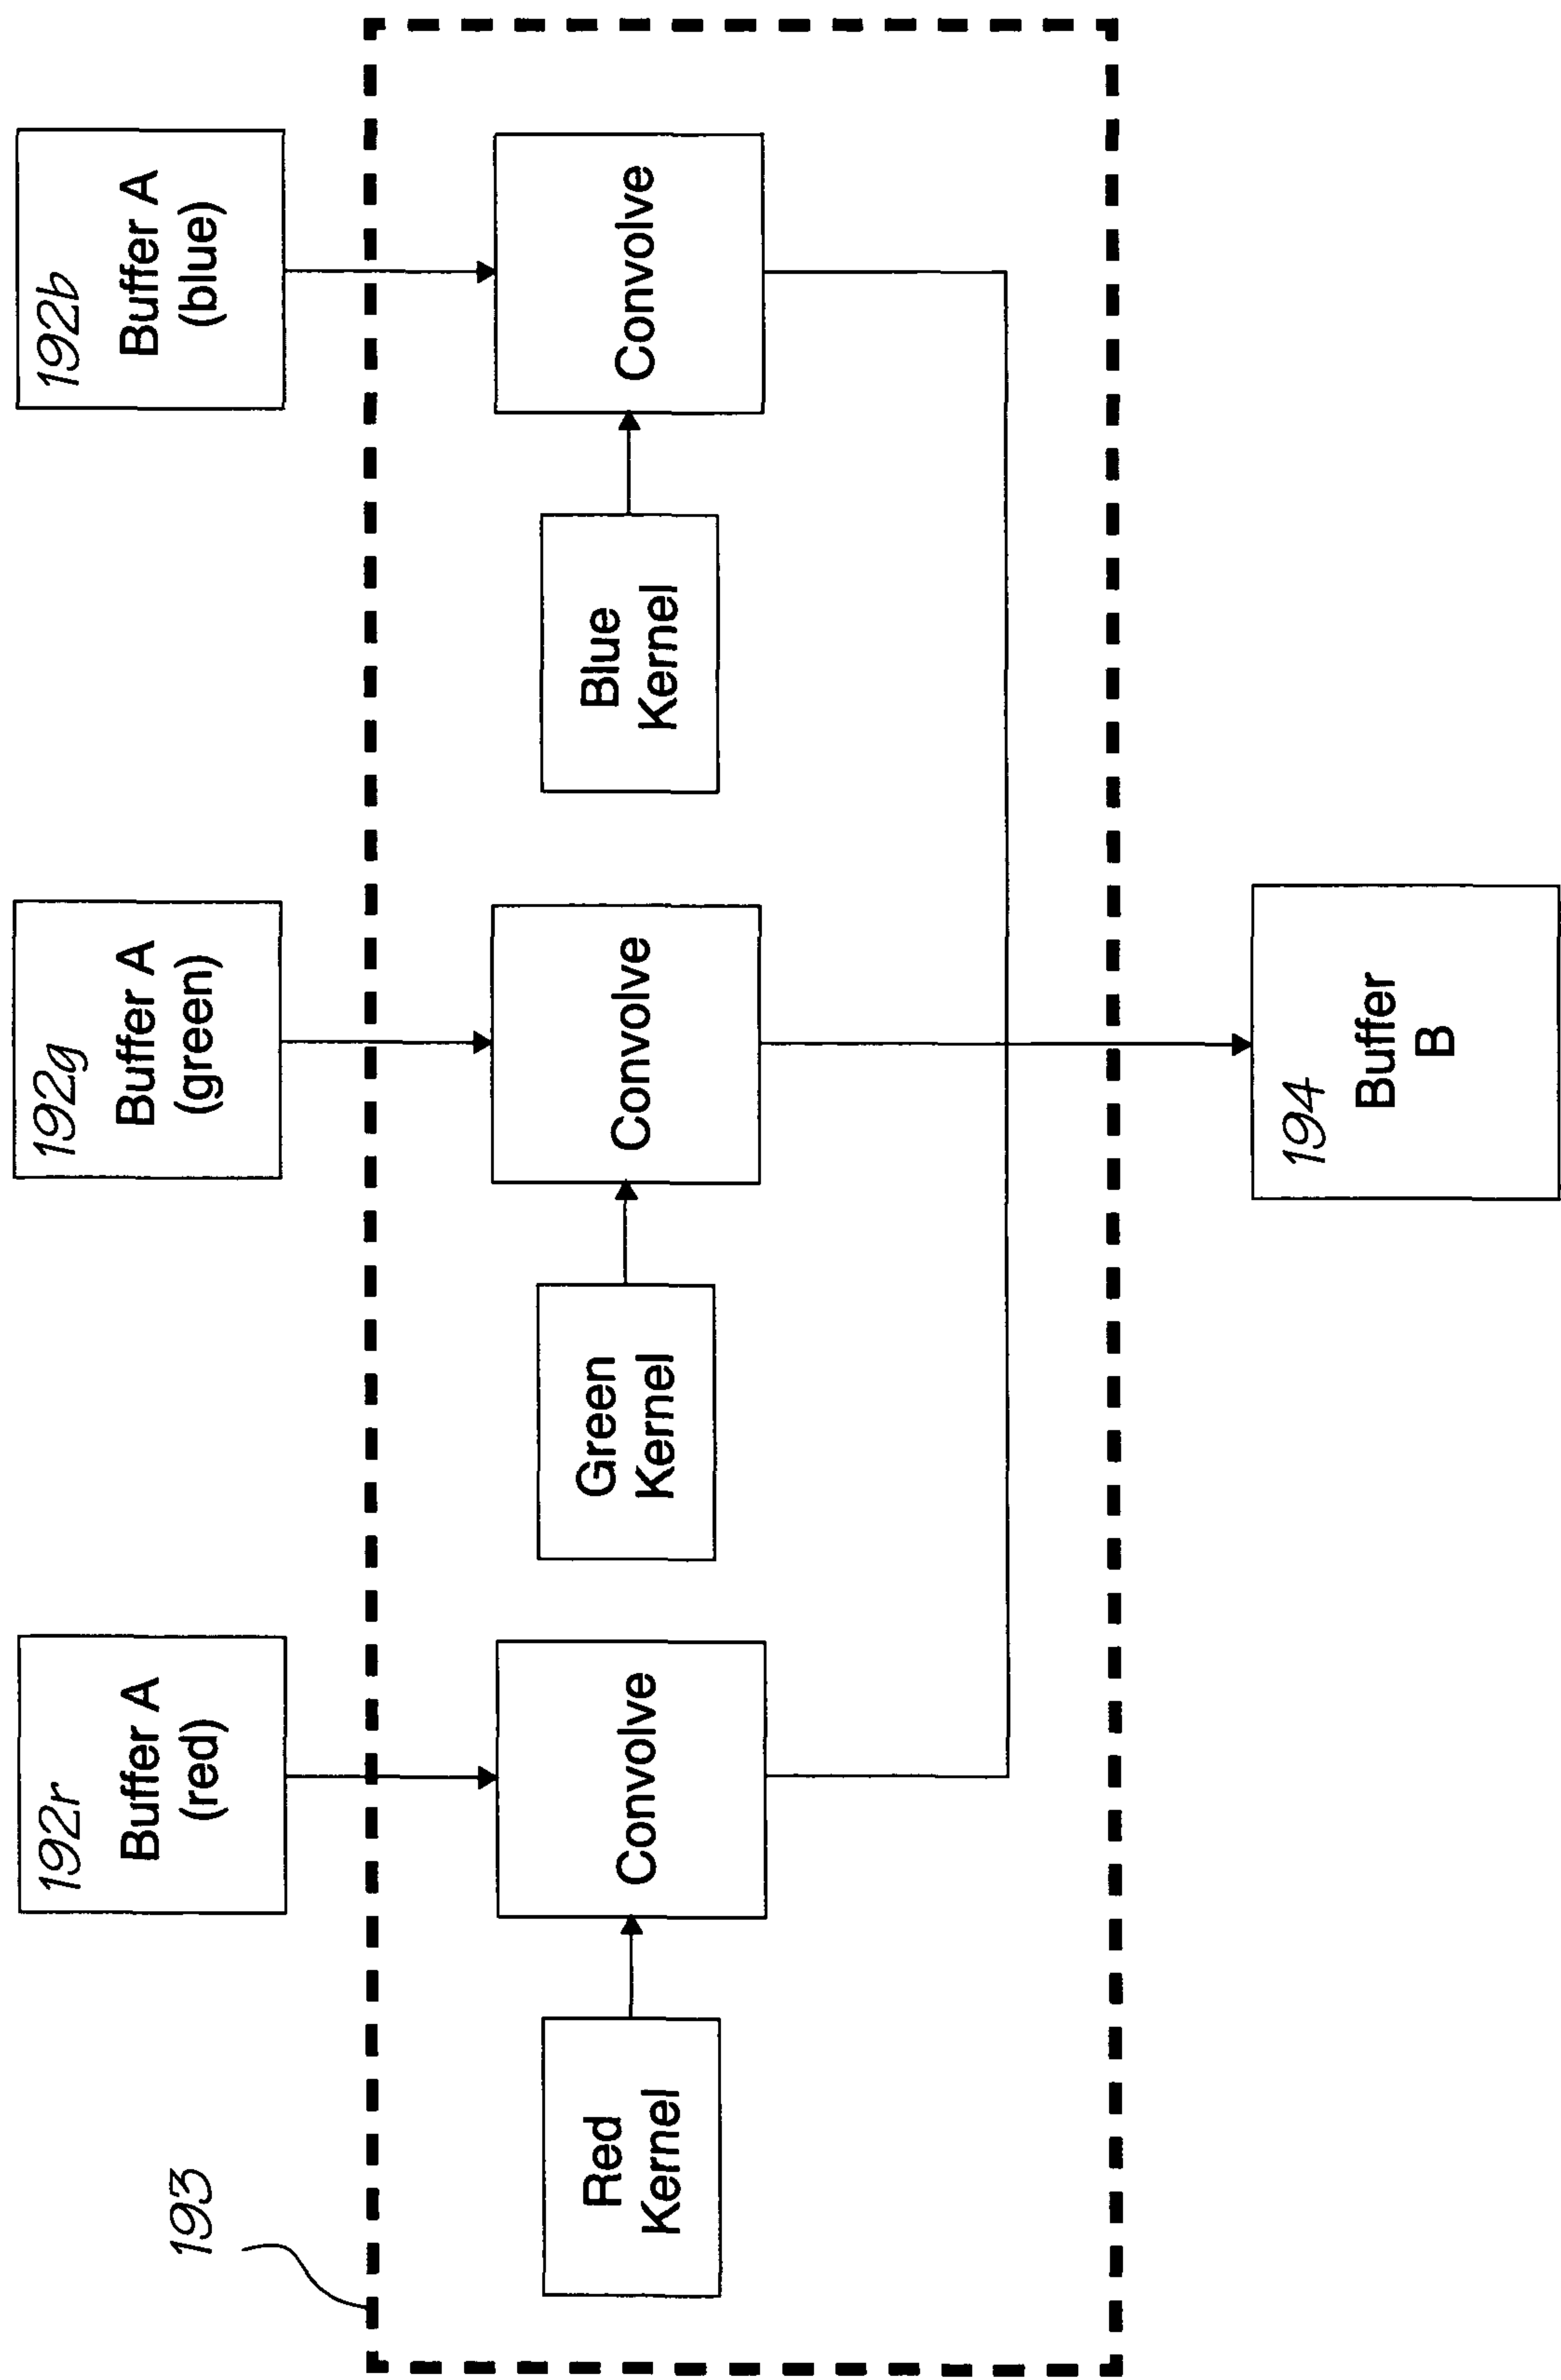 193
192r
Buffer A
(red)
192g
Buffer A
(green)
192b
Buffer A
(blue)
Red
Kernel
Convolve
Green
Kernel
Convolve
Blue
Kernel
Convolve
194
Buffer
B